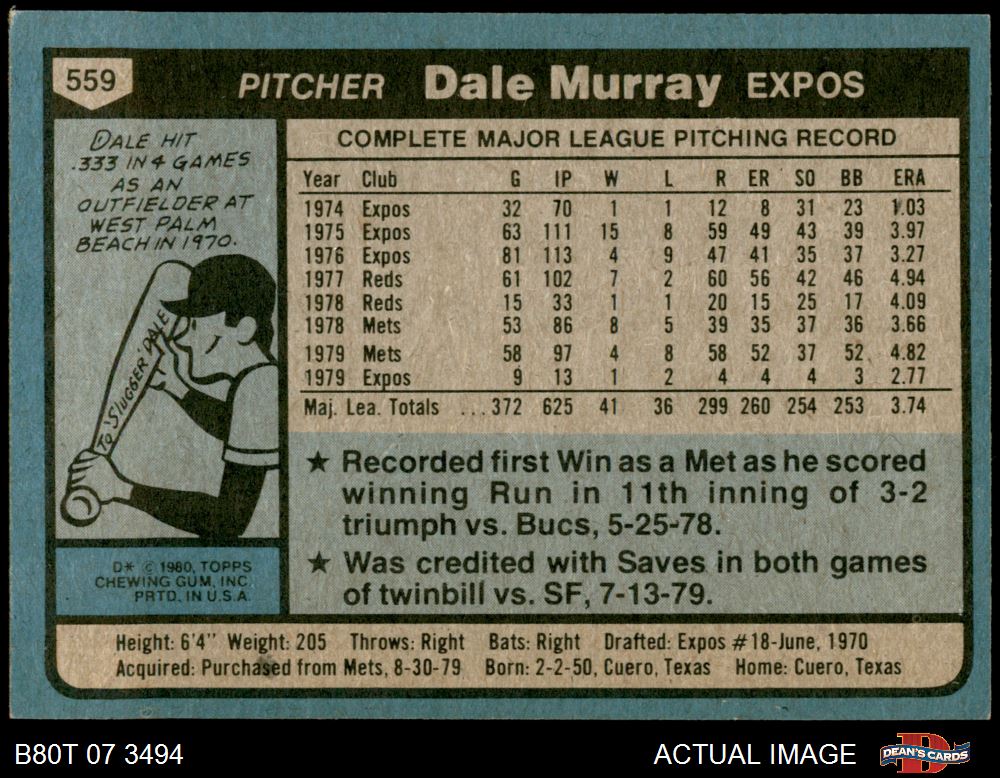 559
PITCHER Dale Murray EXPOS
DALE HIT
.333 IN 4 GAMES
AS AN
OUTFIELDER AT
WEST PALM
BEACH IN 1970.
TO 'SLUGGER' DALE
D* © 1980, TOPPS
CHEWING GUM, INC.
PRTD. IN U.S.A.
COMPLETE MAJOR LEAGUE PITCHING RECORD
Year Club G IP W L R ER SO BB ERA
1974 Expos 32 70 1 1 12 8 31 23 1.03
1975 Expos 63 111 15 8 59 49 43 39 3.97
1976 Expos 81 113 4 9 47 41 35 37 3.27
1977 Reds 61 102 7 2 60 56 42 46 4.94
1978 Reds 15 33 1 1 20 15 25 17 4.09
1978 Mets 53 86 8 5 39 35 37 36 3.66
1979 Mets 58 97 4 8 58 52 37 52 4.82
1979 Expos 9 13 1 2 4 4 4 3 2.77
Maj. Lea. Totals ...372 625 41 36 299 260 254 253 3.74
★ Recorded first Win as a Met as he scored
winning Run in 11th inning of 3-2
triumph vs. Bucs, 5-25-78.
★ Was credited with Saves in both games
of twinbill vs. SF, 7-13-79.
Height: 6'4" Weight: 205 Throws: Right Bats: Right Drafted: Expos #18-June, 1970
Acquired: Purchased from Mets, 8-30-79 Born: 2-2-50, Cuero, Texas Home: Cuero, Texas
B80T 07 3494 ACTUAL IMAGE DEAN'S CARDS